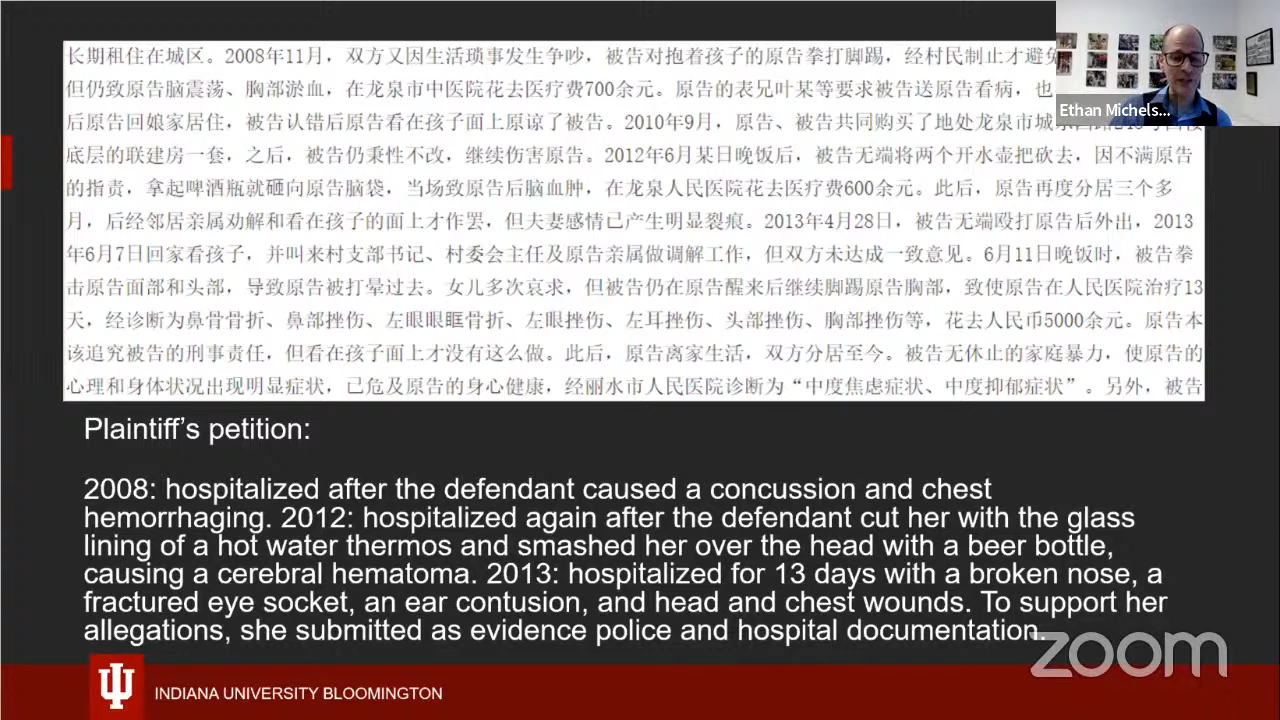 长期租住在城区。2008年11月，双方又因生活琐事发生争吵，被告对抱着孩子的原告拳打脚踢，经村民制止才避免
但仍致原告脑震荡、胸部淤血，在龙泉市中医院花去医疗费700余元。原告的表兄叶某等要求被告送原告看病，也
后原告回娘家居住，被告认错后原告看在孩子面上原谅了被告。2010年9月，原告、被告共同购买了地处龙泉市城
底层的联建房一套，之后，被告仍秉性不改，继续伤害原告。2012年6月某日晚饭后，被告无端将两个开水壶把砍去，因不满原告
的指责，拿起啤酒瓶就砸向原告脑袋，当场致原告后脑血肿，在龙泉人民医院花去医疗费600余元。此后，原告再度分居三个多
月，后经邻居亲属劝解和看在孩子的面上才作罢，但夫妻感情已产生明显裂痕。2013年4月28日，被告无端殴打原告后外出，2013
年6月7日回家看孩子，并叫来村支部书记、村委会主任及原告亲属做调解工作，但双方未达成一致意见。6月11日晚饭时，被告拳
击原告面部和头部，导致原告被打晕过去。女儿多次哀求，但被告仍在原告醒来后继续脚踢原告胸部，致使原告在人民医院治疗13
天，经诊断为鼻骨骨折、鼻部挫伤、左眼眼眶骨折、左眼挫伤、左耳挫伤、头部挫伤、胸部挫伤等，花去人民币5000余元。原告本
该追究被告的刑事责任，但看在孩子面上才没有这么做。此后，原告离家生活，双方分居至今。被告无休止的家庭暴力，使原告的
心理和身体状况出现明显症状，已危及原告的身心健康，经丽水市人民医院诊断为“中度焦虑症状、中度抑郁症状”。另外，被告
Ethan Michels...
Plaintiff’s petition:
2008: hospitalized after the defendant caused a concussion and chest
hemorrhaging. 2012: hospitalized again after the defendant cut her with the glass
lining of a hot water thermos and smashed her over the head with a beer bottle,
causing a cerebral hematoma. 2013: hospitalized for 13 days with a broken nose, a
fractured eye socket, an ear contusion, and head and chest wounds. To support her
allegations, she submitted as evidence police and hospital documentation.
zoom
INDIANA UNIVERSITY BLOOMINGTON